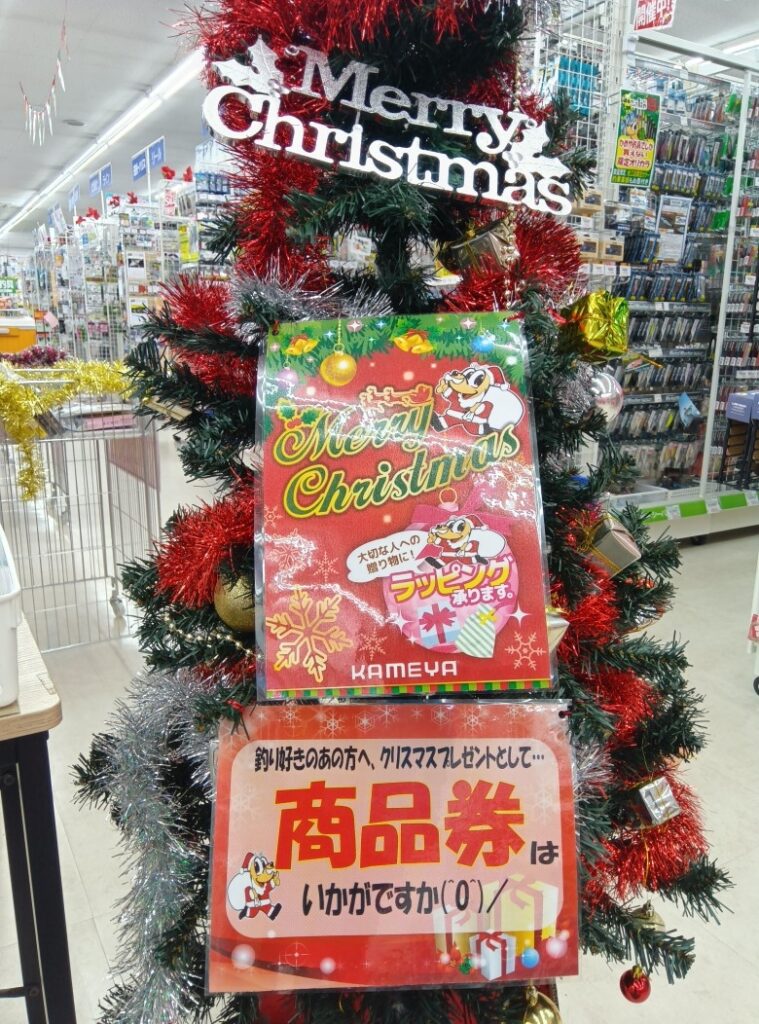 開催中!
Merry
Christmas
Merry
Christmas
大切な人への
贈り物に!
ラッピング
承ります。
KAMEYA
釣り好きのあの方へ、クリスマスプレゼントとして…
商品券は
いかがですか(^0^)/